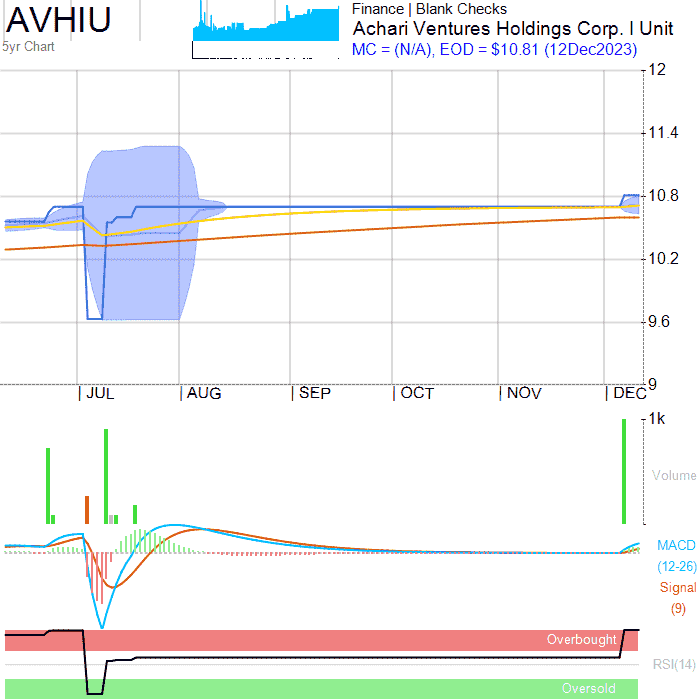 AVHIU
5yr Chart
Finance | Blank Checks
Achari Ventures Holdings Corp. I Unit
MC = (N/A), EOD = $10.81 (12Dec2023)
12
11.4
10.8
10.2
9.6
9
| JUL | AUG | SEP | OCT | NOV | DEC
1k
Volume
MACD
(12-26)
Signal
(9)
Overbought
RSI(14)
Oversold